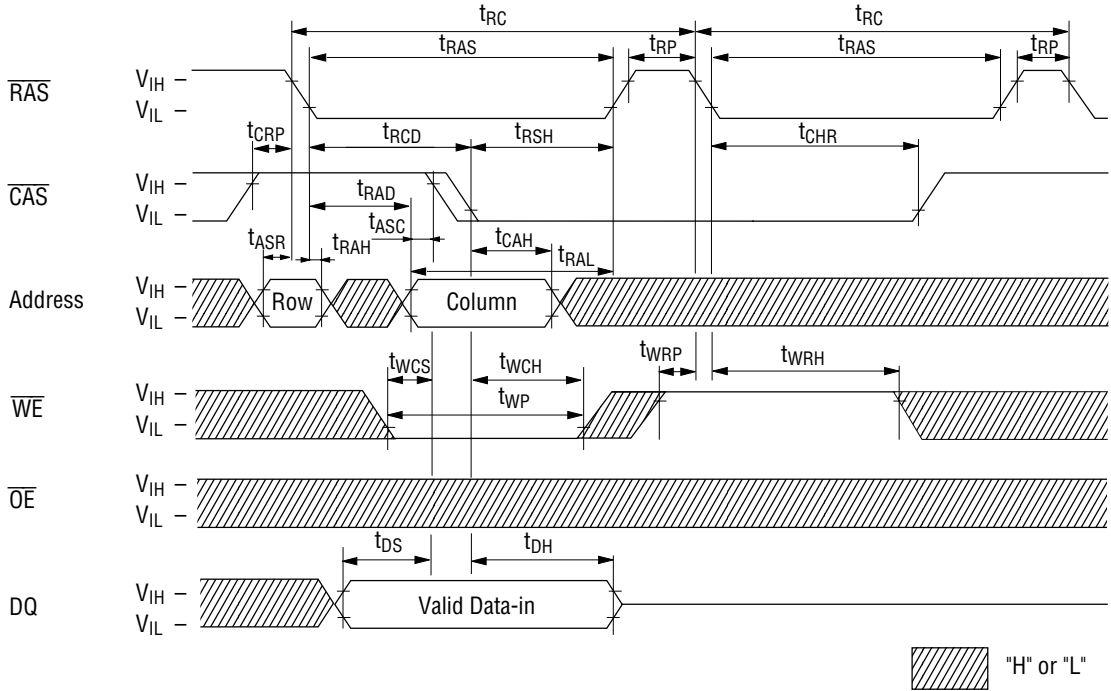 tRC tRC
tRAS tRP tRAS tRP
RAS VIH –
VIL –
tCRP tRCD tRSH tCHR
CAS VIH –
VIL –
tRAD
tASC tCAH
tASR tRAH tRAL
Address VIH –
VIL –
Row Column
tWCS tWCH tWRP tWRH
tWP
WE VIH –
VIL –
OE VIH –
VIL –
tDS tDH
DQ VIH –
VIL –
Valid Data-in
"H" or "L"